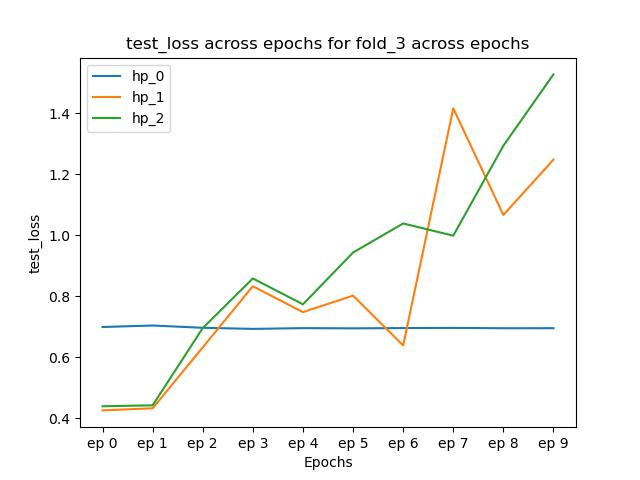 test_loss across epochs for fold_3 across epochs
hp_0
hp_1
hp_2
1.4
1.2
1.0
0.8
0.6
0.4
test_loss
ep 0 ep 1 ep 2 ep 3 ep 4 ep 5 ep 6 ep 7 ep 8 ep 9
Epochs